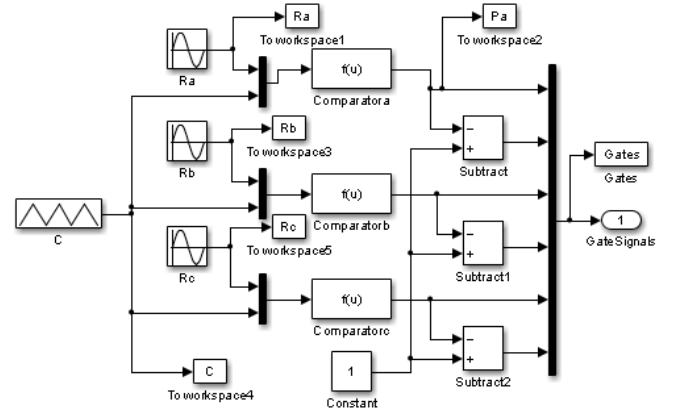 Ra
To workspace1
Ra
f(u)
Comparatora
Pa
To workspace2
Rb
To workspace3
Rb
f(u)
Comparatorb
−
+
Subtract
Gates
Gates
C
Rc
To workspace5
Rc
f(u)
Comparatorc
−
+
Subtract1
1
GateSignals
C
To workspace4
1
Constant
−
+
Subtract2